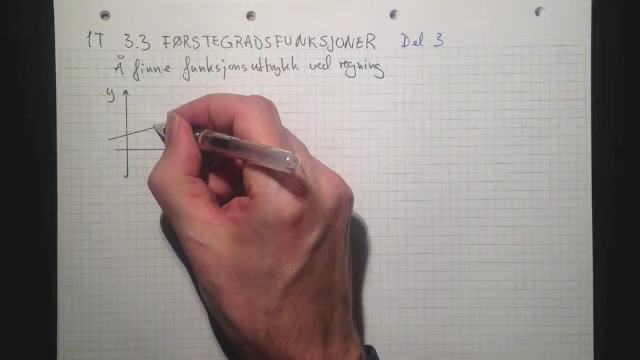 1T 3.3 FØRSTEGRADSFUNKSJONER Del 3
Å finne funksjonsuttrykk ved regning
y